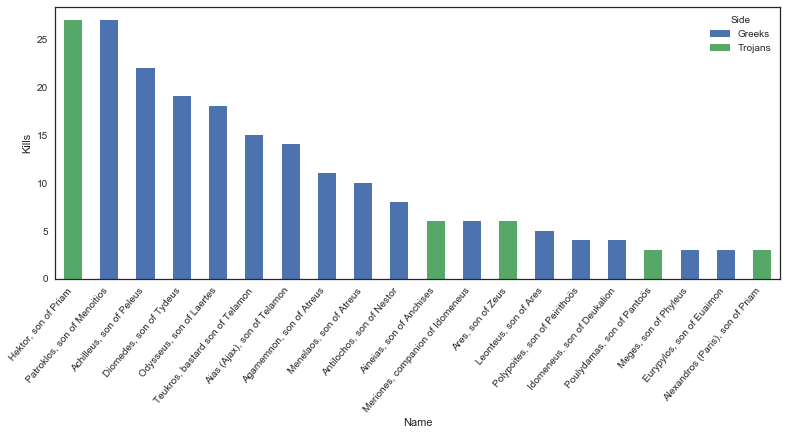 Side
Greeks
Trojans
Kills
25
20
15
10
5
0
Hektor, son of Priam
Patroklos, son of Menoitios
Achilleus, son of Peleus
Diomedes, son of Tydeus
Odysseus, son of Laertes
Teukros, bastard son of Telamon
Aias (Ajax). son of Telamon
Agamemnon, son of Atreus
Menelaos, son of Atreus
Antilochos, son of Nestor
Aineias, son of Anchises
Meriones, companion of Idomeneus
Ares, son of Zeus
Leonteus, son of Ares
Polypoites, son of Peirithoös
Idomeneus, son of Deukalion
Poulydamas, son of Pantoös
Meges, son of Phyleus
Eurypylos, son of Euaimon
Alexandros (Paris), son of Priam
Name